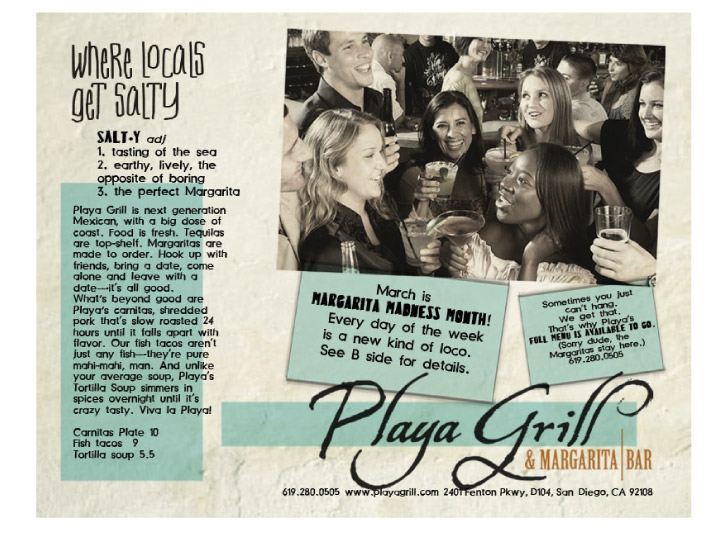 WHERE LOCALS
GET SALTY
SALT•Y adj
1. tasting of the sea
2. earthy, lively, the
opposite of boring
3. the perfect Margarita
Playa Grill is next generation
Mexican, with a big dose of
coast. Food is fresh. Tequilas
are top-shelf. Margaritas are
made to order. Hook up with
friends, bring a date, come
alone and leave with a
date—it's all good.
What's beyond good are
Playa's carnitas, shredded
pork that's slow roasted 24
hours until it falls apart with
flavor. Our fish tacos aren't
just any fish—they're pure
mahi-mahi, man. And unlike
your average soup, Playa's
Tortilla Soup simmers in
spices overnight until it's
crazy tasty. Viva la Playa!
Carnitas Plate 10
Fish tacos 9
Tortilla soup 5.5
March is
MARGARITA MADNESS MONTH!
Every day of the week
is a new kind of loco.
See B side for details.
Sometimes you just
can't hang.
We get that.
That's why Playa's
FULL MENU IS AVAILABLE TO GO.
(Sorry dude, the
Margaritas stay here.)
619.280.0505
Playa Grill
& MARGARITA BAR
619.280.0505 www.playagrill.com 2401 Fenton Pkwy, D104, San Diego, CA 92108